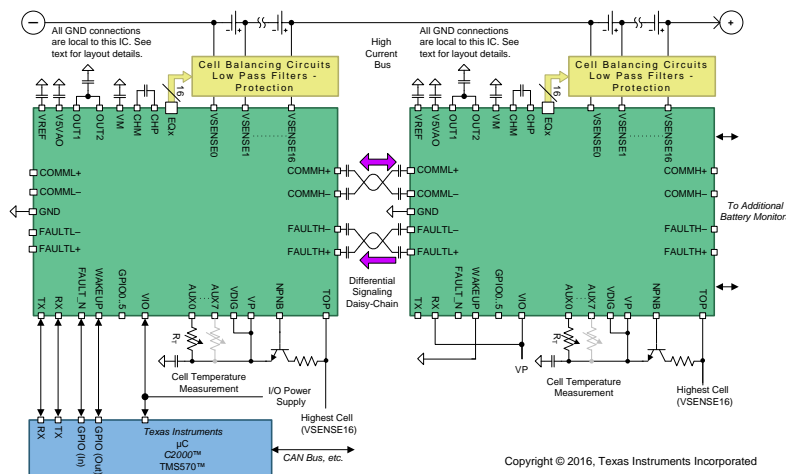 All GND connections
are local to this IC. See
text for layout details.
Cell Balancing Circuits
Low Pass Filters -
Protection
High
Current
Bus
All GND connections
are local to this IC. See
text for layout details.
Cell Balancing Circuits
Low Pass Filters -
Protection
16
16
VREF
V5VAO
OUT1
OUT2
VM
CHM
CHP
EQx
VSENSE0
VSENSE1
VSENSE16
VREF
V5VAO
OUT1
OUT2
VM
CHM
CHP
EQx
VSENSE0
VSENSE1
VSENSE16
COMML+
COMML–
GND
FAULTL–
FAULTL+
COMMH+
COMMH–
FAULTH–
FAULTH+
COMML+
COMML–
GND
FAULTL–
FAULTL+
COMMH+
COMMH–
FAULTH–
FAULTH+
To Additional
Battery Monitors
Differential
Signaling
Daisy-Chain
TX
RX
FAULT_N
WAKEUP
GPIO0..5
VIO
AUX0
AUX7
VDIG
VP
NPNB
TOP
TX
RX
FAULT_N
WAKEUP
GPIO0..5
VIO
AUX0
AUX7
VDIG
VP
NPNB
TOP
RT
RT
VP
Cell Temperature
Measurement
Cell Temperature
Measurement
I/O Power
Supply
Highest Cell
(VSENSE16)
Highest Cell
(VSENSE16)
RX
TX
GPIO (In)
GPIO (Out)
Texas Instruments
µC
C2000™
TMS570™
CAN Bus, etc.
Copyright © 2016, Texas Instruments Incorporated